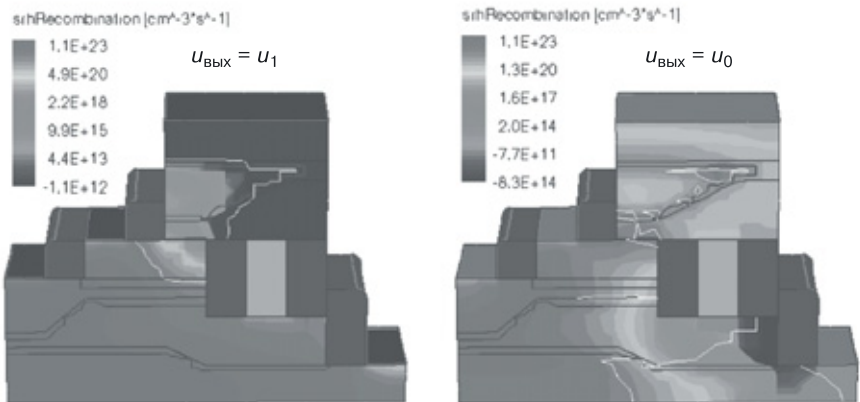 srhRecombination [cm^-3*s^-1]
1.1E+23
4.9E+20
2.2E+18
9.9E+15
4.4E+13
-1.1E+12
uвых = u1
srhRecombination [cm^-3*s^-1]
1.1E+23
1.3E+20
1.6E+17
2.0E+14
-7.7E+11
-8.3E+14
uвых = u0